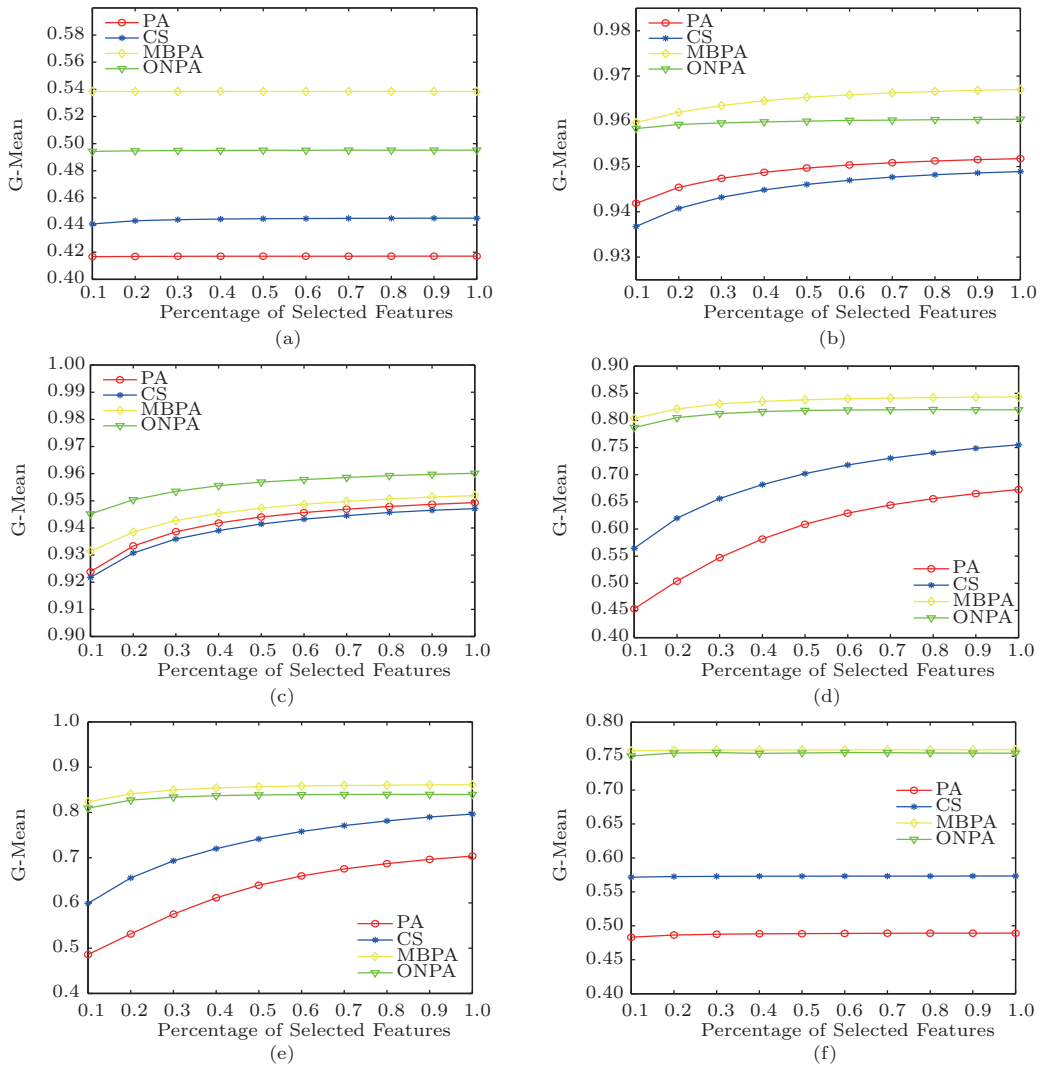 0.60
0.58
0.56
0.54
0.52
0.50
0.48
0.46
0.44
0.42
0.40
G-Mean
PA
CS
MBPA
ONPA
0.1 0.2 0.3 0.4 0.5 0.6 0.7 0.8 0.9 1.0
Percentage of Selected Features
(a)
0.98
0.97
0.96
0.95
0.94
0.93
G-Mean
PA
CS
MBPA
ONPA
0.1 0.2 0.3 0.4 0.5 0.6 0.7 0.8 0.9 1.0
Percentage of Selected Features
(b)
1.00
0.99
0.98
0.97
0.96
0.95
0.94
0.93
0.92
0.91
0.90
G-Mean
PA
CS
MBPA
ONPA
0.1 0.2 0.3 0.4 0.5 0.6 0.7 0.8 0.9 1.0
Percentage of Selected Features
(c)
0.90
0.85
0.80
0.75
0.70
0.65
0.60
0.55
0.50
0.45
0.40
G-Mean
PA
CS
MBPA
ONPA
0.1 0.2 0.3 0.4 0.5 0.6 0.7 0.8 0.9 1.0
Percentage of Selected Features
(d)
1.0
0.9
0.8
0.7
0.6
0.5
0.4
G-Mean
PA
CS
MBPA
ONPA
0.1 0.2 0.3 0.4 0.5 0.6 0.7 0.8 0.9 1.0
Percentage of Selected Features
(e)
0.80
0.75
0.70
0.65
0.60
0.55
0.50
0.45
0.40
G-Mean
PA
CS
MBPA
ONPA
0.1 0.2 0.3 0.4 0.5 0.6 0.7 0.8 0.9 1.0
Percentage of Selected Features
(f)